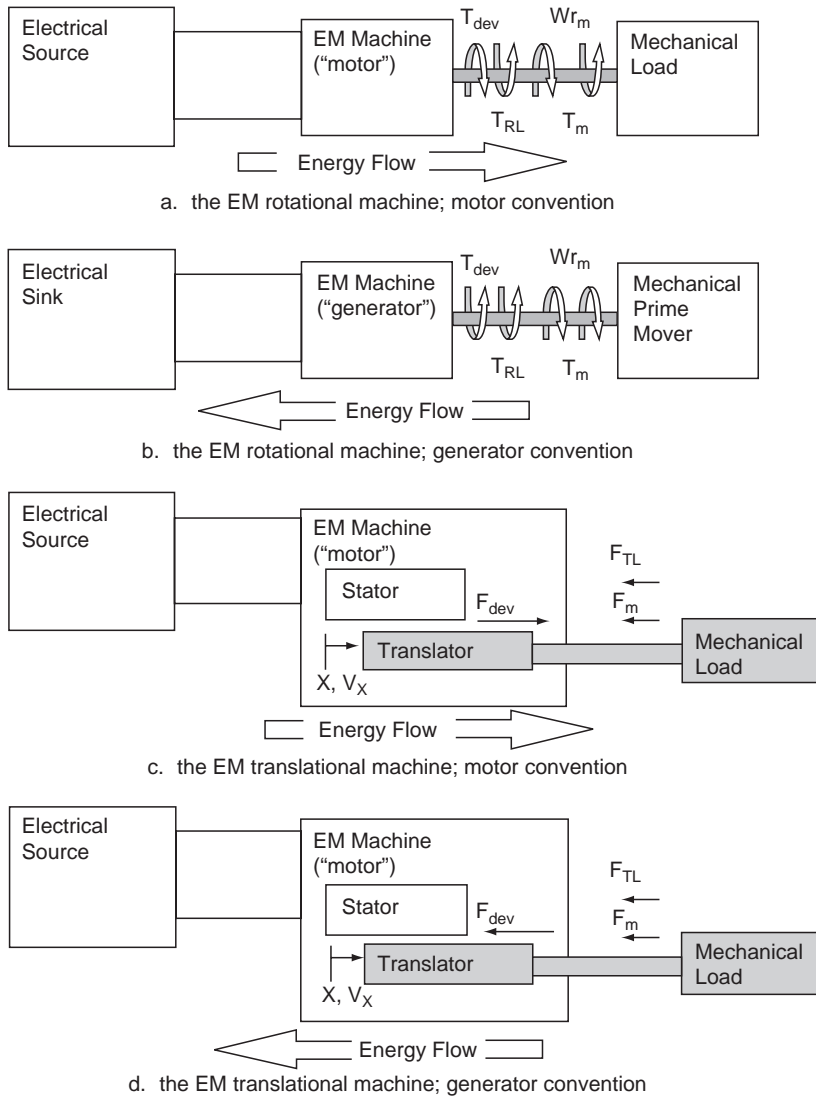 Electrical
Source
EM Machine
("motor")
T_dev
Wr_m
Mechanical
Load
T_RL
T_m
Energy Flow
a. the EM rotational machine; motor convention
Electrical
Sink
EM Machine
("generator")
T_dev
Wr_m
Mechanical
Prime
Mover
T_RL
T_m
Energy Flow
b. the EM rotational machine; generator convention
Electrical
Source
EM Machine
("motor")
Stator
F_dev
F_TL
F_m
Translator
Mechanical
Load
X, V_X
Energy Flow
c. the EM translational machine; motor convention
Electrical
Source
EM Machine
("motor")
Stator
F_dev
F_TL
F_m
Translator
Mechanical
Load
X, V_X
Energy Flow
d. the EM translational machine; generator convention